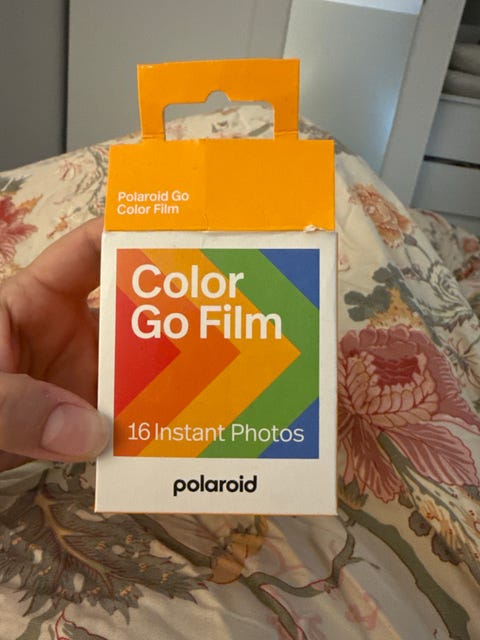 Polaroid Go
Color Film
Color
Go Film
16 Instant Photos
polaroid